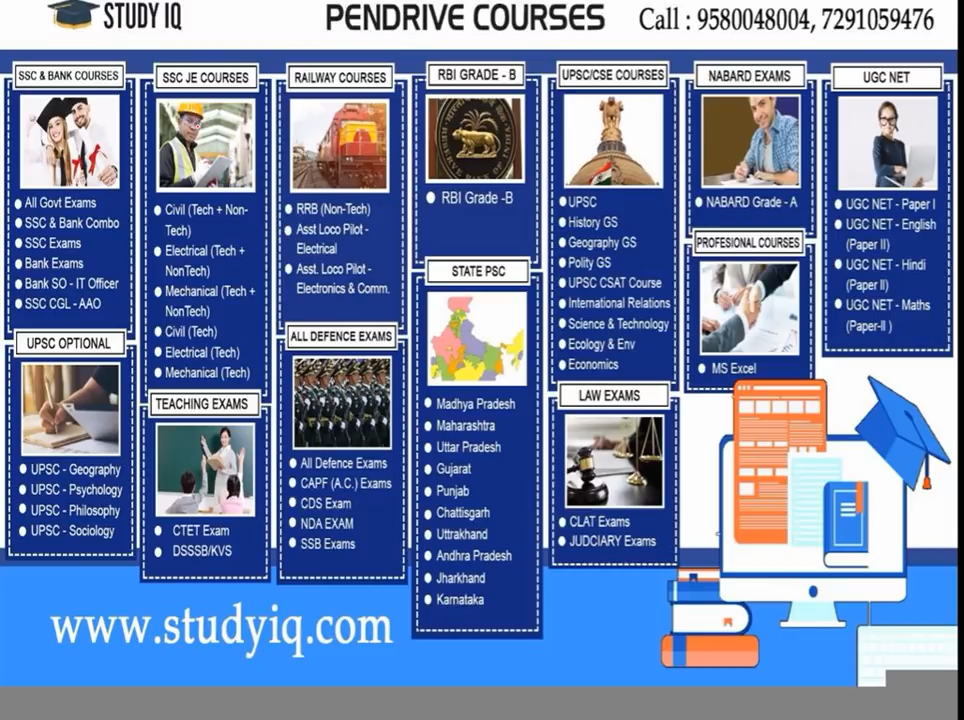 STUDY IQ
PENDRIVE COURSES
Call : 9580048004, 7291059476
SSC & BANK COURSES
All Govt Exams
SSC & Bank Combo
SSC Exams
Bank Exams
Bank SO - IT Officer
SSC CGL - AAO
UPSC OPTIONAL
UPSC - Geography
UPSC - Psychology
UPSC - Philosophy
UPSC - Sociology
SSC JE COURSES
Civil (Tech + Non-
Tech)
Electrical (Tech +
NonTech)
Mechanical (Tech +
NonTech)
Civil (Tech)
Electrical (Tech)
Mechanical (Tech)
TEACHING EXAMS
CTET Exam
DSSSB/KVS
RAILWAY COURSES
RRB (Non-Tech)
Asst Loco Pilot -
Electrical
Asst. Loco Pilot -
Electronics & Comm.
ALL DEFENCE EXAMS
All Defence Exams
CAPF (A.C.) Exams
CDS Exam
NDA EXAM
SSB Exams
RBI GRADE - B
RBI Grade -B
STATE PSC
Madhya Pradesh
Maharashtra
Uttar Pradesh
Gujarat
Punjab
Chattisgarh
Uttrakhand
Andhra Pradesh
Jharkhand
Karnataka
UPSC/CSE COURSES
UPSC
History GS
Geography GS
Polity GS
UPSC CSAT Course
International Relations
Science & Technology
Ecology & Env
Economics
LAW EXAMS
CLAT Exams
JUDCIARY Exams
NABARD EXAMS
NABARD Grade - A
PROFESIONAL COURSES
MS Excel
UGC NET
UGC NET - Paper I
UGC NET - English
(Paper II)
UGC NET - Hindi
(Paper II)
UGC NET - Maths
(Paper-II )
www.studyiq.com